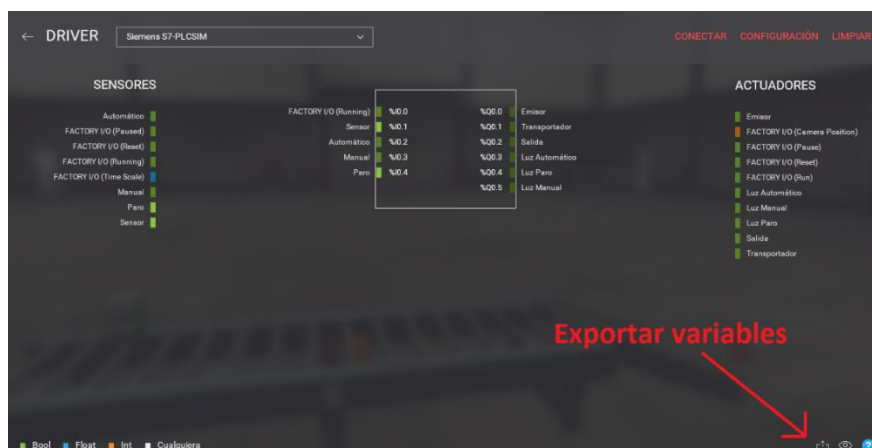 ← DRIVER Siemens S7-PLCSIM CONECTAR CONFIGURACIÓN LIMPIAR
SENSORES
Automático
FACTORY I/O (Paused)
FACTORY I/O (Reset)
FACTORY I/O (Running)
FACTORY I/O (Time Scale)
Manual
Paro
Sensor
FACTORY I/O (Running) %I0.0 %Q0.0 Emisor
Sensor %I0.1 %Q0.1 Transportador
Automático %I0.2 %Q0.2 Salida
Manual %I0.3 %Q0.3 Luz Automático
Paro %I0.4 %Q0.4 Luz Paro
%Q0.5 Luz Manual
ACTUADORES
Emisor
FACTORY I/O (Camera Position)
FACTORY I/O (Pause)
FACTORY I/O (Reset)
FACTORY I/O (Run)
Luz Automático
Luz Manual
Luz Paro
Salida
Transportador
Exportar variables
Bool Float Int Cualquiera
?